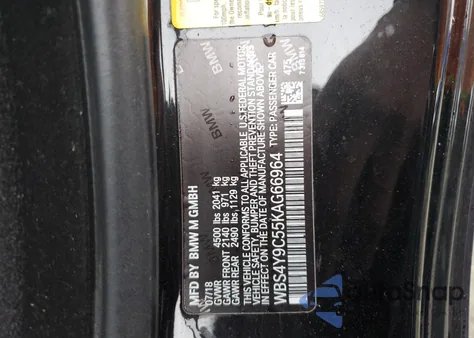 MFD BY BMW M GMBH
07/18
GVWR 4500 lbs 2041 kg
GAWR FRONT 2140 lbs 971 kg
GAWR REAR 2490 lbs 1129 kg
THIS VEHICLE CONFORMS TO ALL APPLICABLE U.S. FEDERAL MOTOR
VEHICLE SAFETY, BUMPER AND THEFT PREVENTION STANDARDS
IN EFFECT ON THE DATE OF MANUFACTURE SHOWN ABOVE.
WBS4Y9C55KAG66964 TYPE: PASSENGER CAR
475
BMW
BMW
AutoSnap